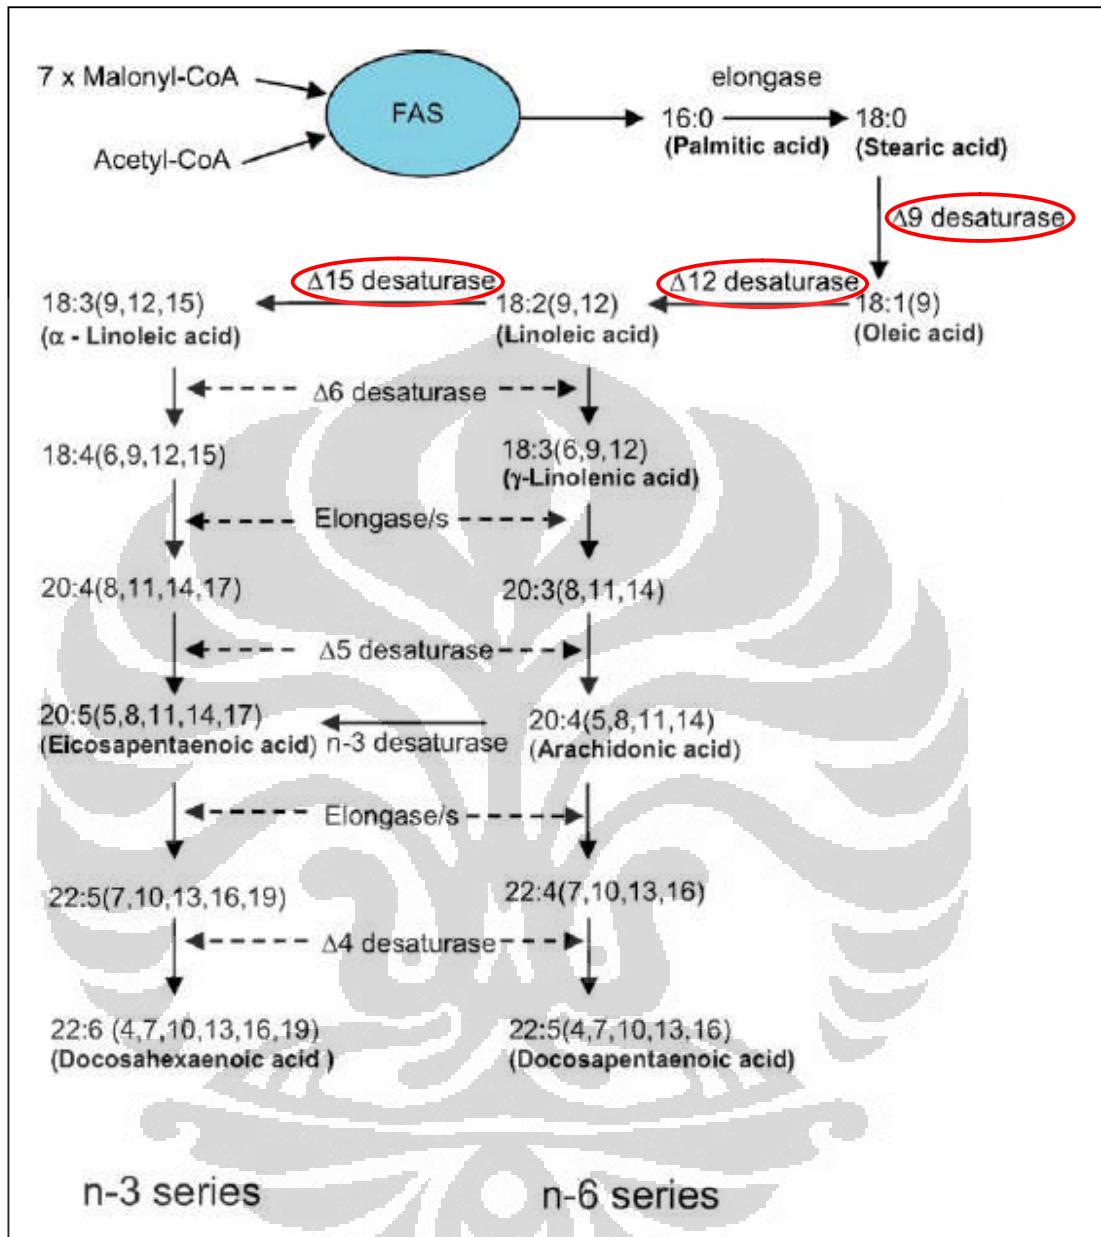 7 x Malonyl-CoA
Acetyl-CoA
FAS
elongase
16:0
(Palmitic acid)
18:0
(Stearic acid)
Δ9 desaturase
Δ15 desaturase
Δ12 desaturase
18:3(9,12,15)
(α - Linoleic acid)
18:2(9,12)
(Linoleic acid)
18:1(9)
(Oleic acid)
Δ6 desaturase
18:4(6,9,12,15)
18:3(6,9,12)
(γ-Linolenic acid)
Elongase/s
20:4(8,11,14,17)
20:3(8,11,14)
Δ5 desaturase
20:5(5,8,11,14,17)
(Eicosapentaenoic acid)
n-3 desaturase
20:4(5,8,11,14)
(Arachidonic acid)
Elongase/s
22:5(7,10,13,16,19)
22:4(7,10,13,16)
Δ4 desaturase
22:6 (4,7,10,13,16,19)
(Docosahexaenoic acid )
22:5(4,7,10,13,16)
(Docosapentaenoic acid)
n-3 series
n-6 series